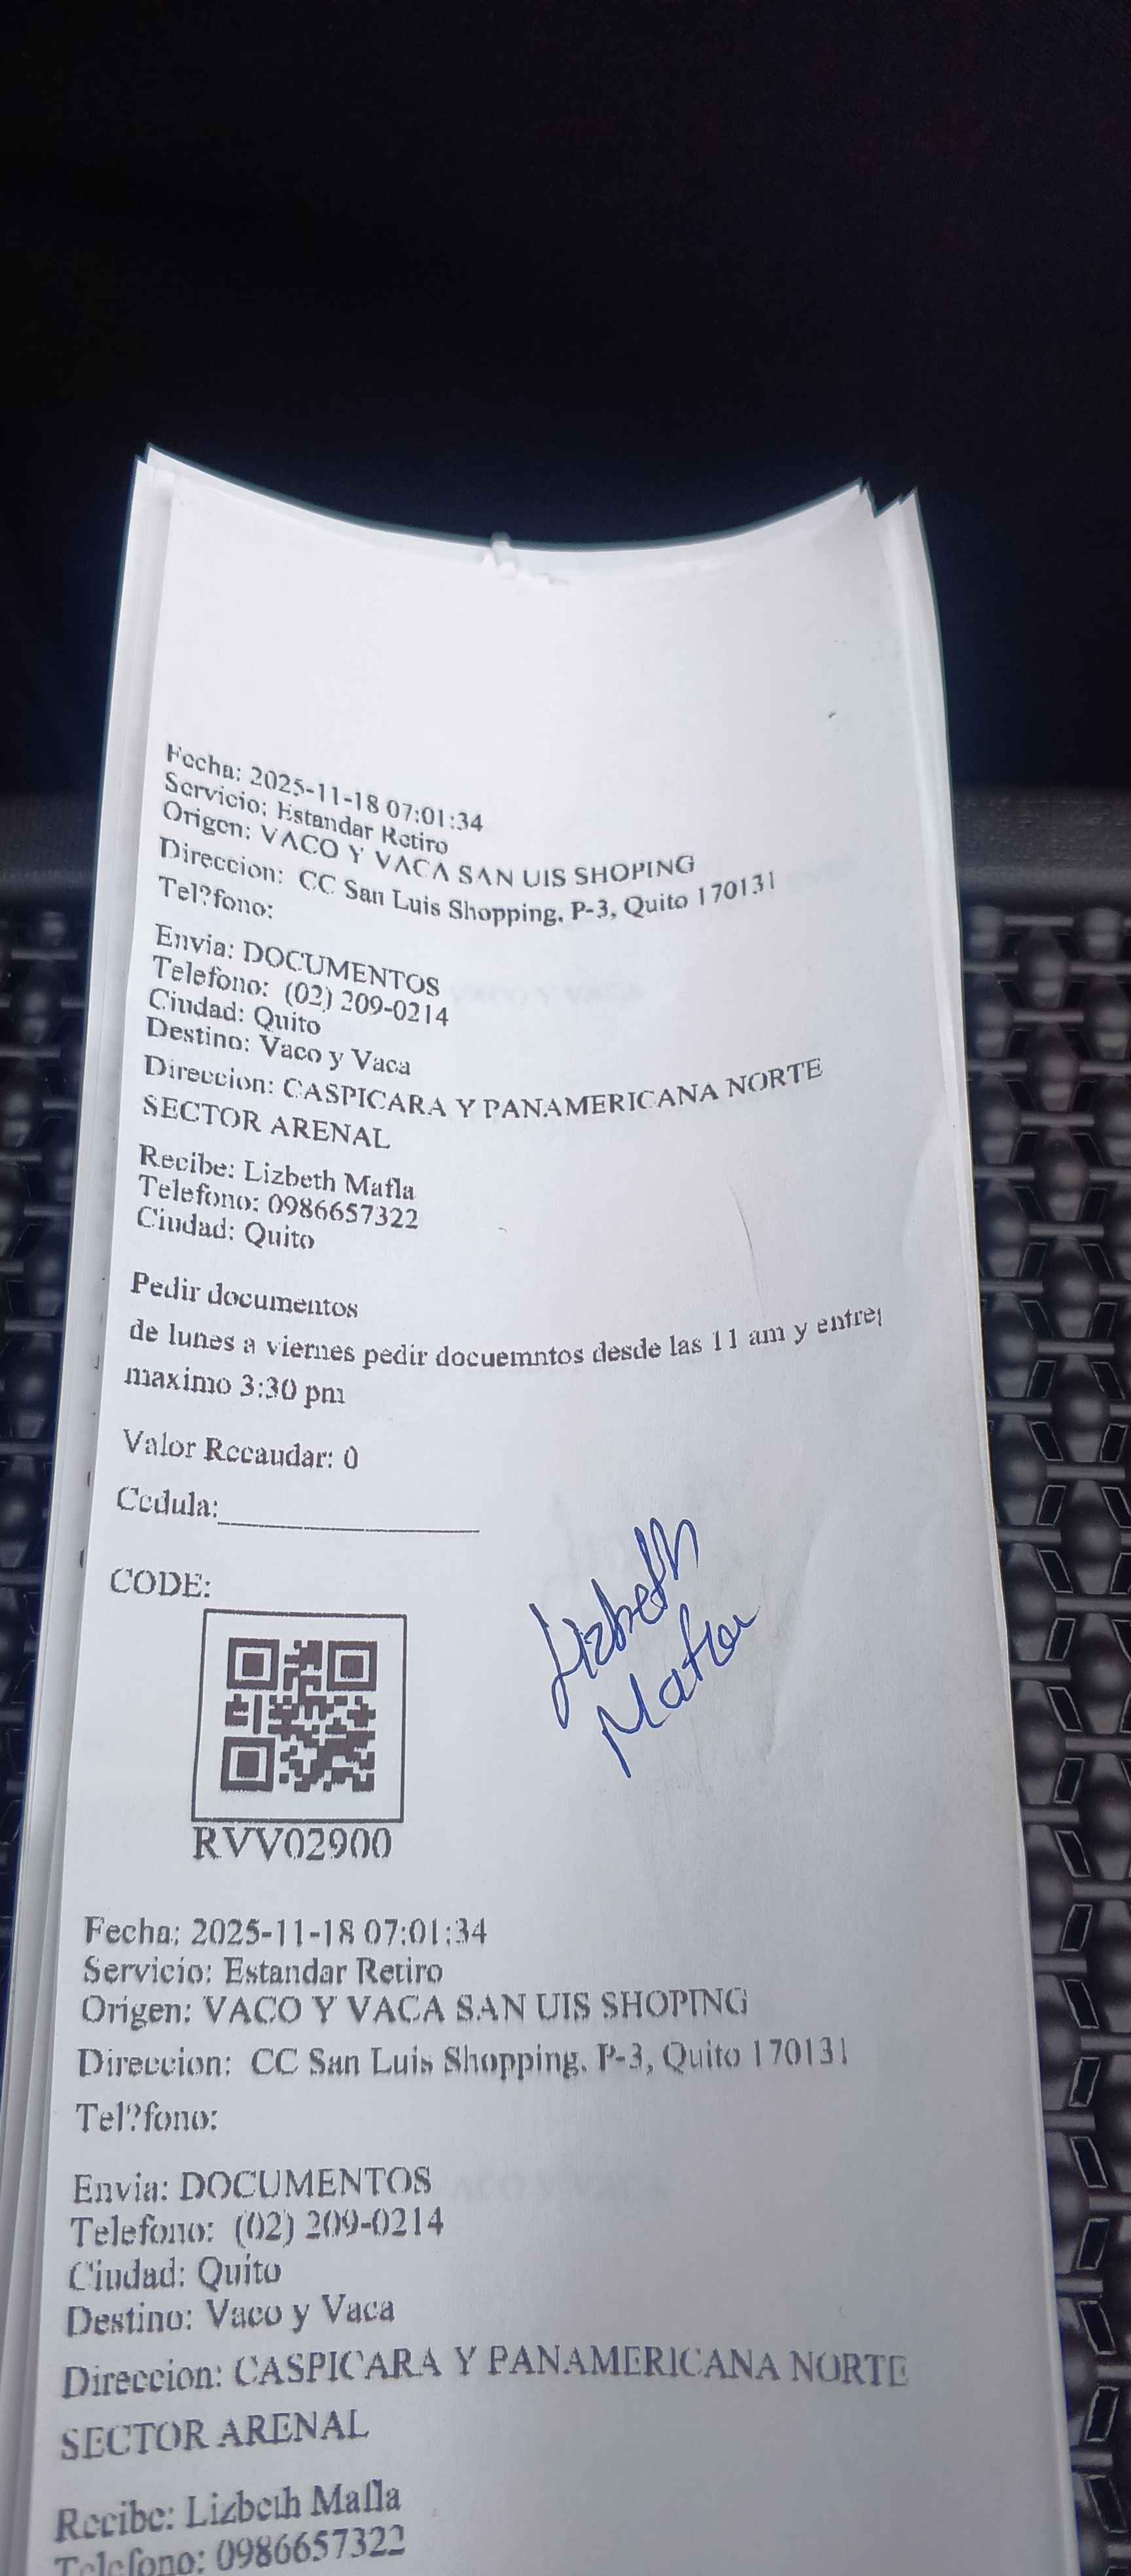 Fecha: 2025-11-18 07:01:34
Servicio: Estandar Retiro
Origen: VACO Y VACA SAN UIS SHOPING
Direccion: CC San Luis Shopping, P-3, Quito 170131
Tel?fono:
Envia: DOCUMENTOS
Telefono: (02) 209-0214
Ciudad: Quito
Destino: Vaco y Vaca
Direccion: CASPICARA Y PANAMERICANA NORTE
SECTOR ARENAL
Recibe: Lizbeth Mafla
Telefono: 0986657322
Ciudad: Quito
Pedir documentos
de lunes a viernes pedir docuemntos desde las 11 am y
maximo 3:30 pm
Valor Recaudar: 0
Cedula:
CODE:
Lizbeth
RVV02900
Fecha: 2025-11-18 07:01:34
Servicio: Estandar Retiro
Origen: VACO Y VACA SAN UIS SHOPING
Direccion: CC San Luis Shopping, P-3, Quito 170131
Tel?fono:
Envia: DOCUMENTOS
Telefono: (02) 209-0214
Ciudad: Quito
Destino: Vaco y Vaca
Direccion: CASPICARA Y PANAMERICANA NORTE
SECTOR ARENAL
Recibe: Lizbeth Mafla
Telefono: 0986657322